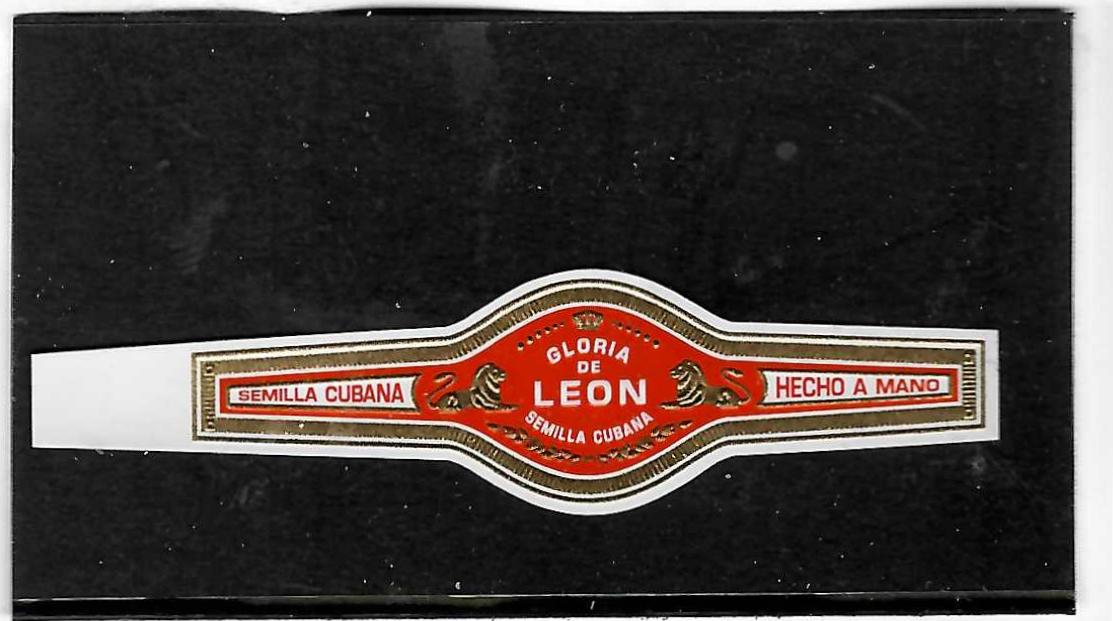 SEMILLA CUBANA
GLORIA
DE
LEON
SEMILLA CUBANA
HECHO A MANO